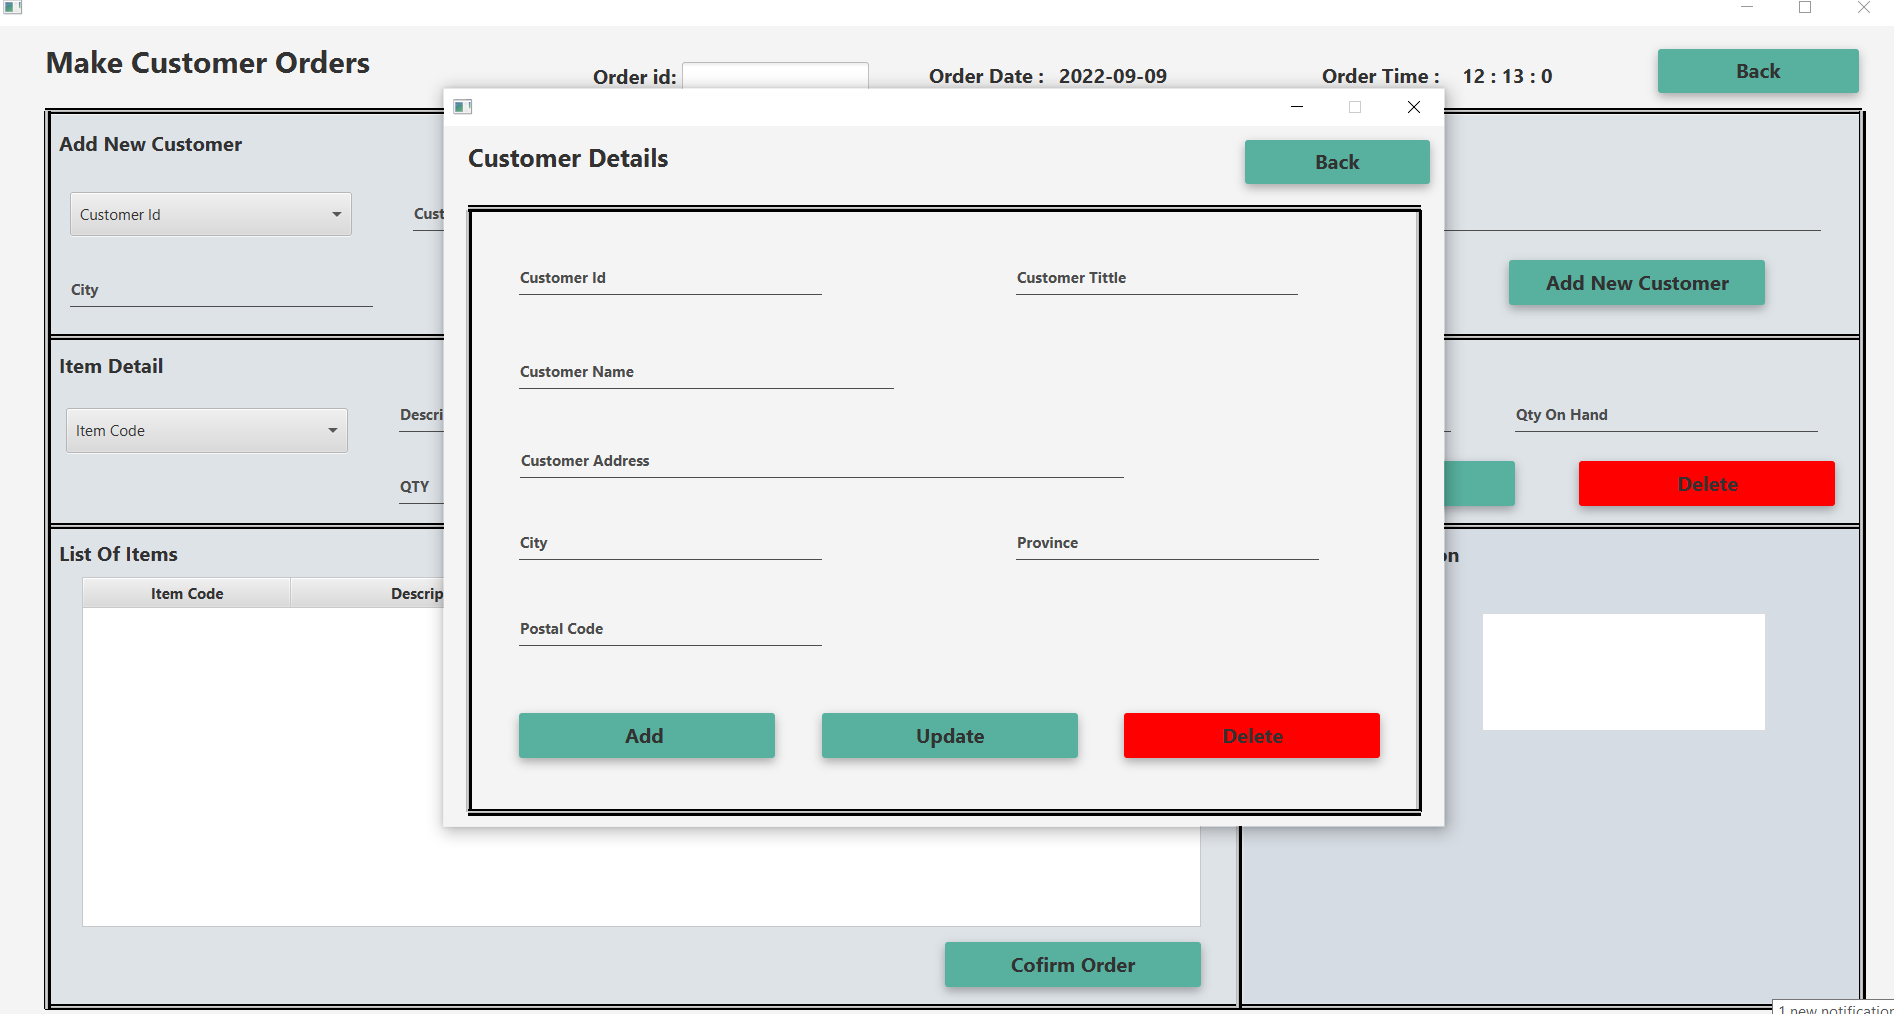 Make Customer Orders
Order id:
Order Date : 2022-09-09
Order Time : 12 : 13 : 0
Back
Add New Customer
Customer Id
Cust
City
Add New Customer
Item Detail
Item Code
Descri
QTY
Qty On Hand
Delete
List Of Items
Item Code
Descrip
on
Cofirm Order
Customer Details
Back
Customer Id
Customer Tittle
Customer Name
Customer Address
City
Province
Postal Code
Add
Update
Delete
1 new notification